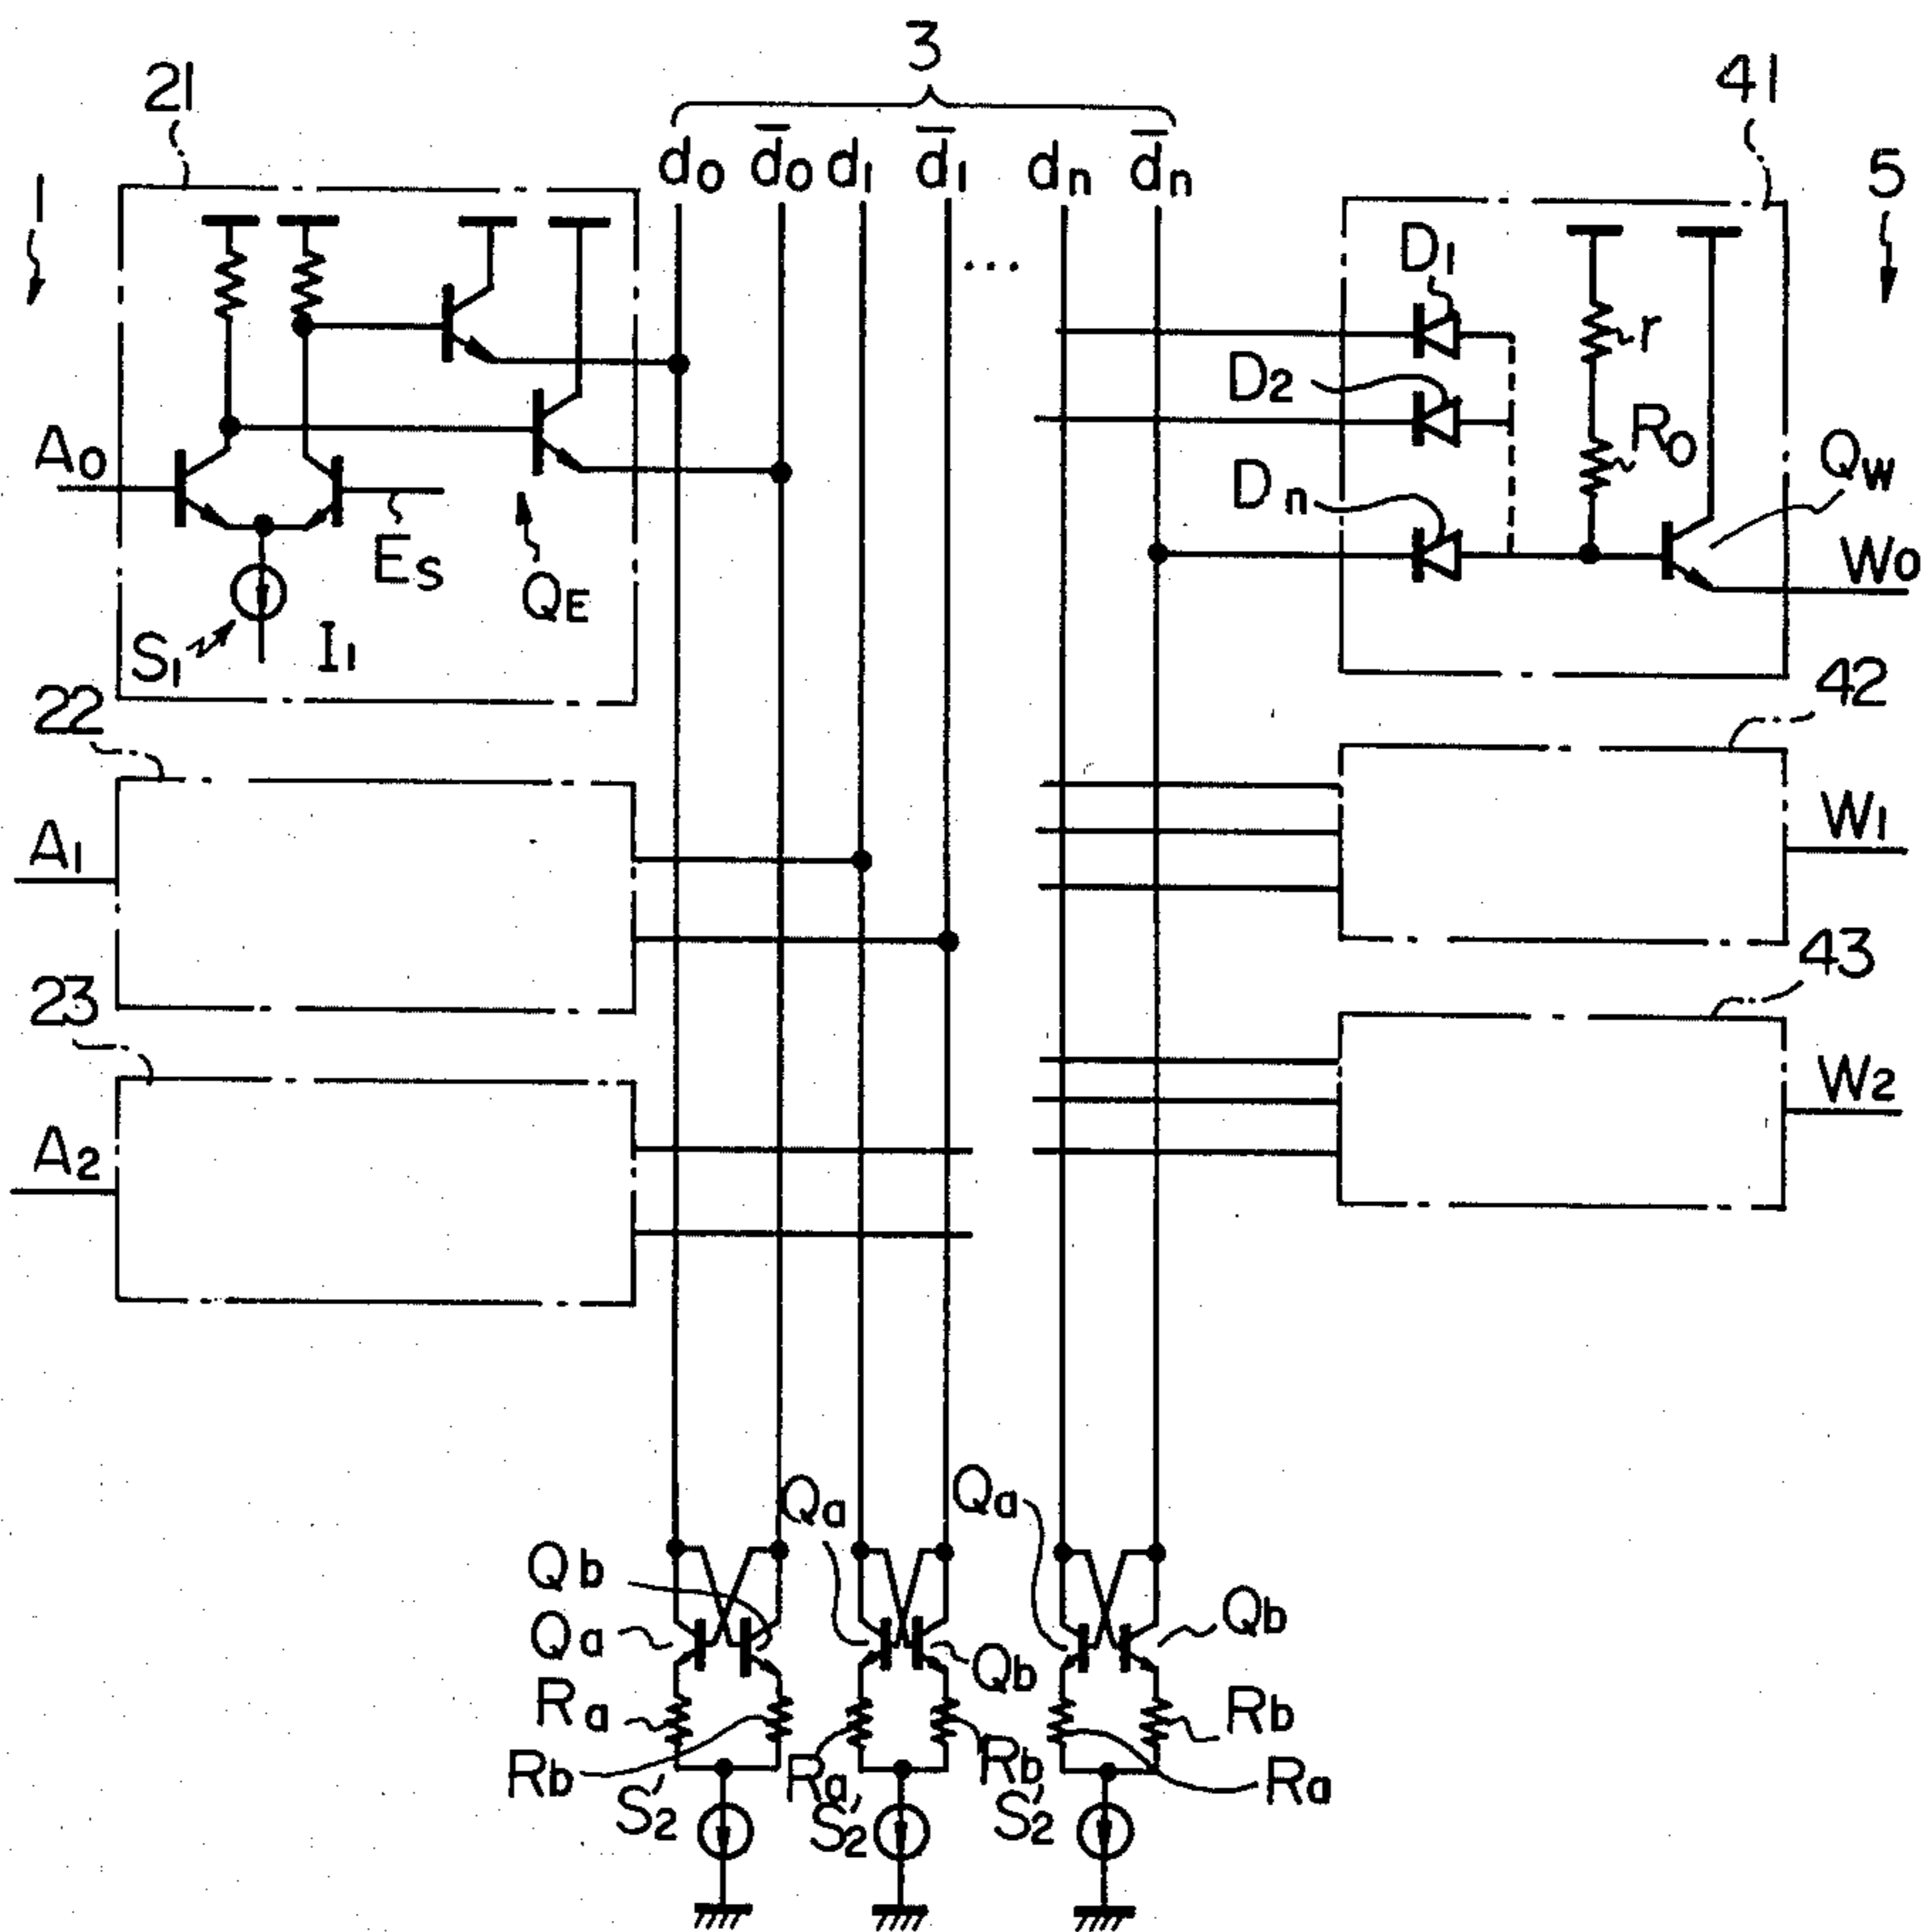 3
21
41
1
d0 d̅0 d1 d̅1 dn d̅n
5
...
D1
r
D2
R0
A0
Dn
QW
ES
QE
W0
S1
I1
22
42
A1
W1
23
43
A2
W2
Qa
Qa
Qb
Qb
Qa
Qb
Ra
Rb
Rb
Ra
Rb
Ra
S2'
S2'
S2'